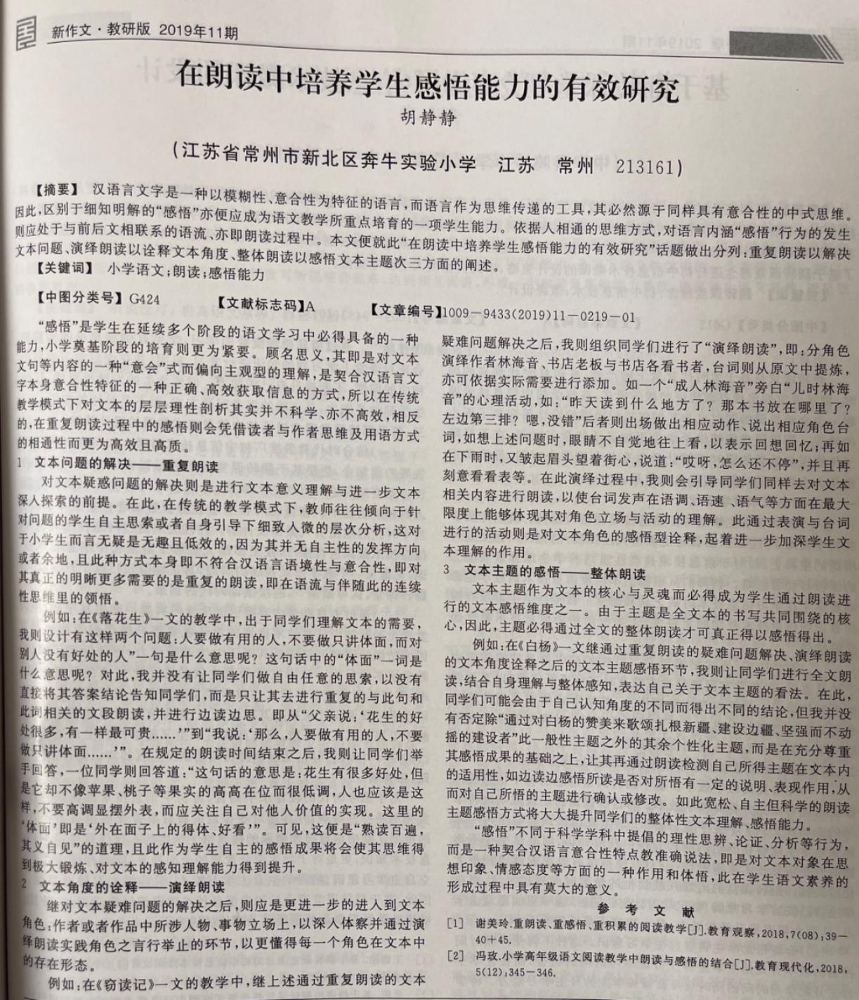 新作文·教研版 2019年11期
在朗读中培养学生感悟能力的有效研究
胡静静
(江苏省常州市新北区奔牛实验小学 江苏 常州 213161)
【摘要】 汉语言文字是一种以模糊性、意合性为特征的语言,而语言作为思维传递的工具,其必然源于同样具有意合性的中式思维。
因此,区别于细知明解的“感悟”亦便应成为语文教学所重点培育的一项学生能力。依据人相通的思维方式,对语言内涵“感悟”行为的发生
则应处于与前后文相联系的语流、亦即朗读过程中。本文便就此“在朗读中培养学生感悟能力的有效研究”话题做出分列:重复朗读以解决
文本问题、演绎朗读以诠释文本角度、整体朗读以感悟文本主题次三方面的阐述。
【关键词】 小学语文;朗读;感悟能力
【中图分类号】G424 【文献标志码】A 【文章编号】1009－9433(2019)11－0219－01
“感悟”是学生在延续多个阶段的语文学习中必得具备的一种
能力,小学奠基阶段的培育则更为紧要。顾名思义,其即是对文本
文句等内容的一种“意会”式而偏向主观型的理解,是契合汉语言文
字本身意合性特征的一种正确、高效获取信息的方式,所以在传统
教学模式下对文本的层层理性剖析其实并不科学、亦不高效,相反
的,在重复朗读过程中的感悟则会凭借读者与作者思维及用语方式
的相通性而更为高效且高质。
1 文本问题的解决——重复朗读
对文本疑惑问题的解决则是进行文本意义理解与进一步文本
深入探索的前提。在此,在传统的教学模式下,教师往往倾向于针
对问题的学生自主思索或者自身引导下细致入微的层次分析,这对
于小学生而言无疑是无趣且低效的,因为其并无自主性的发挥方向
或者余地,且此种方式本身即不符合汉语言语境性与意合性,即对
其真正的明晰更多需要的是重复的朗读,即在语流与伴随此的连续
性思维里的领悟。
例如:在《落花生》一文的教学中,出于同学们理解文本的需要,
我则设计有这样两个问题:人要做有用的人,不要做只讲体面,而对
别人没有好处的人”一句是什么意思呢? 这句话中的“体面”一词是
什么意思呢? 对此,我并没有让同学们做自由任意的思索,以没有
直接将其答案结论告知同学们,而是只让其去进行重复的与此句和
此词相关的文段朗读,并进行边读边思。即从“父亲说:‘花生的好
处很多,有一样最可贵……’”到“我说:‘那么,人要做有用的人,不要
做只讲体面……’”。在规定的朗读时间结束之后,我则让同学们举
手回答,一位同学则回答道:“这句话的意思是:花生有很多好处,但
是它却不像苹果、桃子等果实的高高在位而很低调,人也应该是这
样,不要高调显摆外表,而应关注自己对他人价值的实现。这里的
‘体面’即是‘外在面子上的得体、好看’”。可见,这便是“熟读百遍,
其义自见”的道理,且此作为学生自主的感悟成果将会使其思维得
到极大锻炼、对文本的感知理解能力得到提升。
2 文本角度的诠释——演绎朗读
继对文本疑难问题的解决之后,则应是更进一步的进入到文本
角色:作者或者作品中所涉人物、事物立场上,以深入体察并通过演
绎朗读实践角色之言行举止的环节,以更懂得每一个角色在文本中
的存在形态。
例如:在《窃读记》一文的教学中,继上述通过重复朗读的文本
疑难问题解决之后,我则组织同学们进行了“演绎朗读”,即:分角色
演绎作者林海音、书店老板与书店各看书者,台词则从原文中提炼,
亦可依据实际需要进行添加。如一个“成人林海音”旁白“儿时林海
音”的心理活动,如:“昨天读到什么地方了? 那本书放在哪里了?
左边第三排? 嗯,没错”后者则出场做出相应动作、说出相应角色台
词,如想上述问题时,眼睛不自觉地往上看,以表示回想回忆;再如
在下雨时,又皱起眉头望着街心,说道:“哎呀,怎么还不停”,并且再
刻意看看表等。在此演绎过程中,我则会引导同学们同样去对文本
相关内容进行朗读,以使台词发声在语调、语速、语气等方面在最大
限度上能够体现其对角色立场与活动的理解。此通过表演与台词
进行的活动则是对文本角色的感悟型诠释,起着进一步加深学生文
本理解的作用。
3 文本主题的感悟——整体朗读
文本主题作为文本的核心与灵魂而必得成为学生通过朗读进
行的文本感悟维度之一。由于主题是全文本的书写共同围绕的核
心,因此,主题必得通过全文的整体朗读才可真正得以感悟得出。
例如:在《白杨》一文继通过重复朗读的疑难问题解决、演绎朗读
的文本角度诠释之后的文本主题感悟环节,我则让同学们进行全文朗
读,结合自身理解与整体感知,表达自己关于文本主题的看法。在此,
同学们可能会由于自己认知角度的不同而得出不同的结论,但我并没
有否定除“通过对白杨的赞美来歌颂扎根新疆、建设边疆、坚强而不动
摇的建设者”此一般性主题之外的其余个性化主题,而是在充分尊重
其感悟成果的基础之上,让其再通过朗读检测自己所得主题在文本内
的适用性,如边读边感悟所读是否对所悟有一定的说明、表现作用,从
而对自己所悟的主题进行确认或修改。如此宽松、自主但科学的朗读
主题感悟方式将大大提升同学们的整体性文本理解、感悟能力。
“感悟”不同于科学学科中提倡的理性思辨、论证、分析等行为,
而是一种契合汉语言意合性特点教准确说法,即是对文本对象在思
想印象、情感态度等方面的一种作用和体悟,此在学生语文素养的
形成过程中具有莫大的意义。
参 考 文 献
[1] 谢美玲.重朗读、重感悟、重积累的阅读教学[J].教育观察,2018,7(08):39－
40+45.
[2] 冯玫.小学高年级语文阅读教学中朗读与感悟的结合[J].教育现代化,2018,
5(12):345－346.